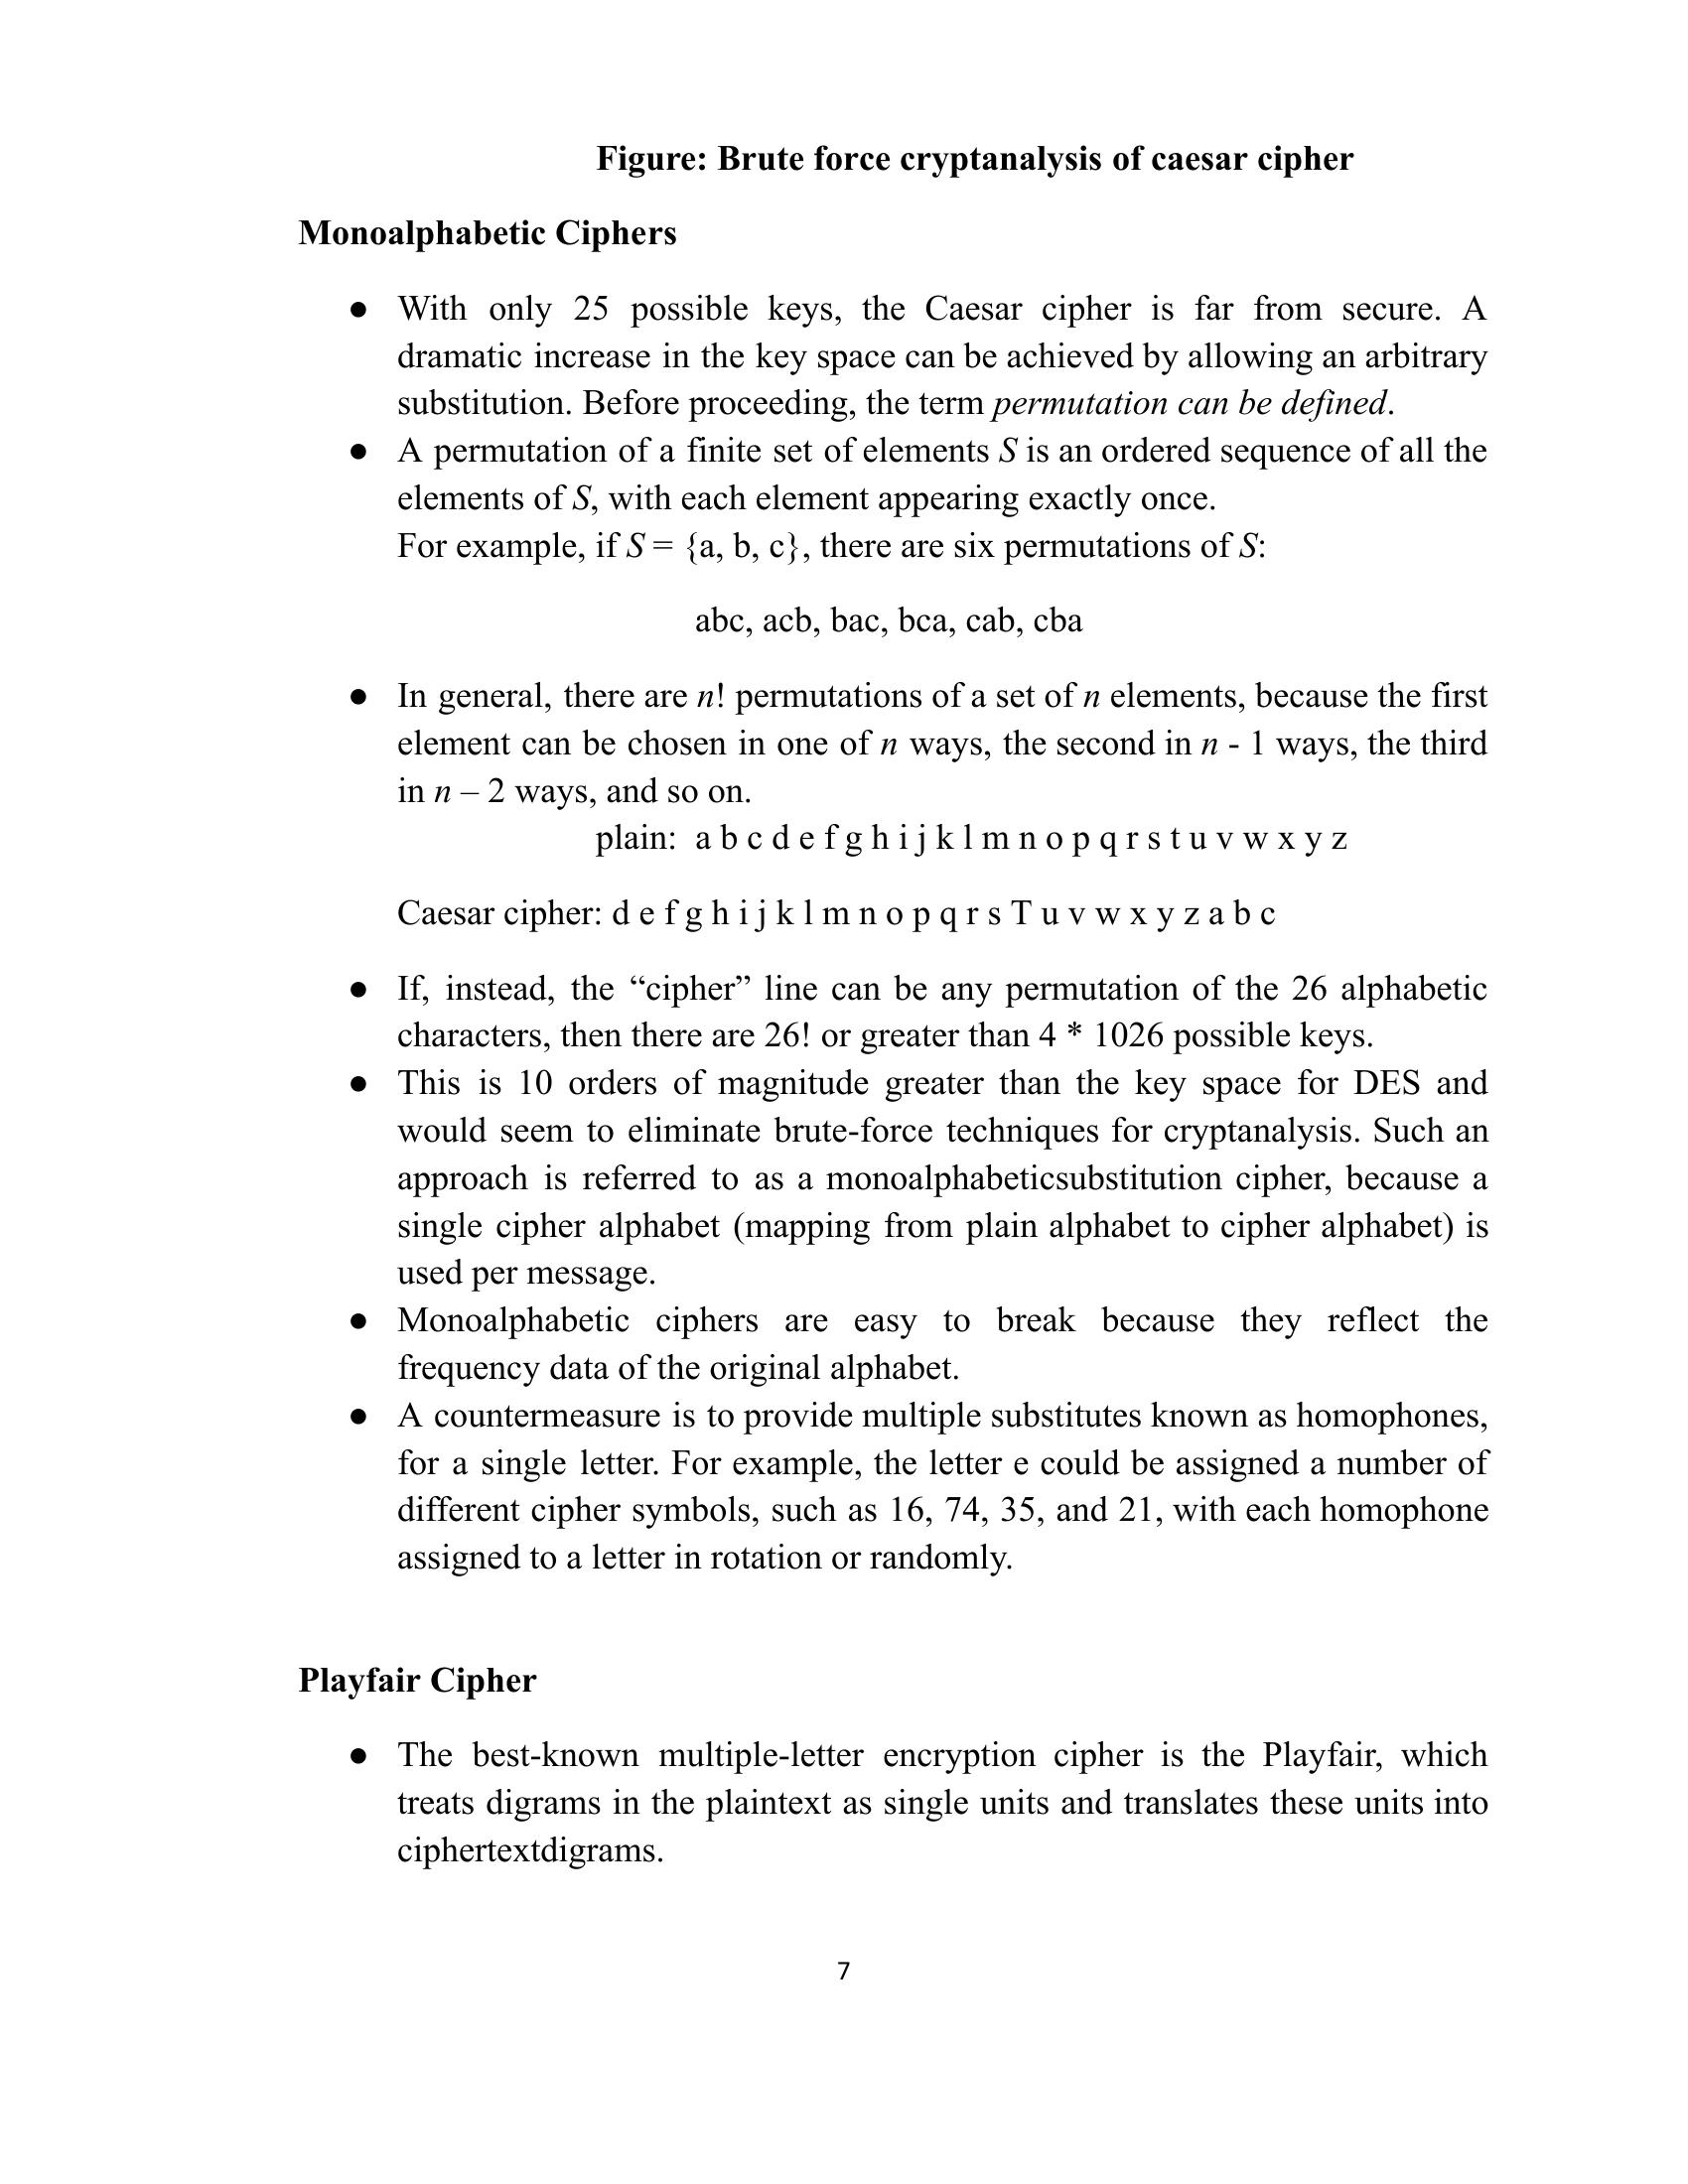 Figure: Brute force cryptanalysis of caesar cipher
Monoalphabetic Ciphers
● With only 25 possible keys, the Caesar cipher is far from secure. A
dramatic increase in the key space can be achieved by allowing an arbitrary
substitution. Before proceeding, the term permutation can be defined.
● A permutation of a finite set of elements S is an ordered sequence of all the
elements of S, with each element appearing exactly once.
For example, if S = {a, b, c}, there are six permutations of S:
abc, acb, bac, bca, cab, cba
● In general, there are n! permutations of a set of n elements, because the first
element can be chosen in one of n ways, the second in n - 1 ways, the third
in n – 2 ways, and so on.
plain: a b c d e f g h i j k l m n o p q r s t u v w x y z
Caesar cipher: d e f g h i j k l m n o p q r s T u v w x y z a b c
● If, instead, the “cipher” line can be any permutation of the 26 alphabetic
characters, then there are 26! or greater than 4 * 1026 possible keys.
● This is 10 orders of magnitude greater than the key space for DES and
would seem to eliminate brute-force techniques for cryptanalysis. Such an
approach is referred to as a monoalphabeticsubstitution cipher, because a
single cipher alphabet (mapping from plain alphabet to cipher alphabet) is
used per message.
● Monoalphabetic ciphers are easy to break because they reflect the
frequency data of the original alphabet.
● A countermeasure is to provide multiple substitutes known as homophones,
for a single letter. For example, the letter e could be assigned a number of
different cipher symbols, such as 16, 74, 35, and 21, with each homophone
assigned to a letter in rotation or randomly.
Playfair Cipher
● The best-known multiple-letter encryption cipher is the Playfair, which
treats digrams in the plaintext as single units and translates these units into
ciphertextdigrams.
7